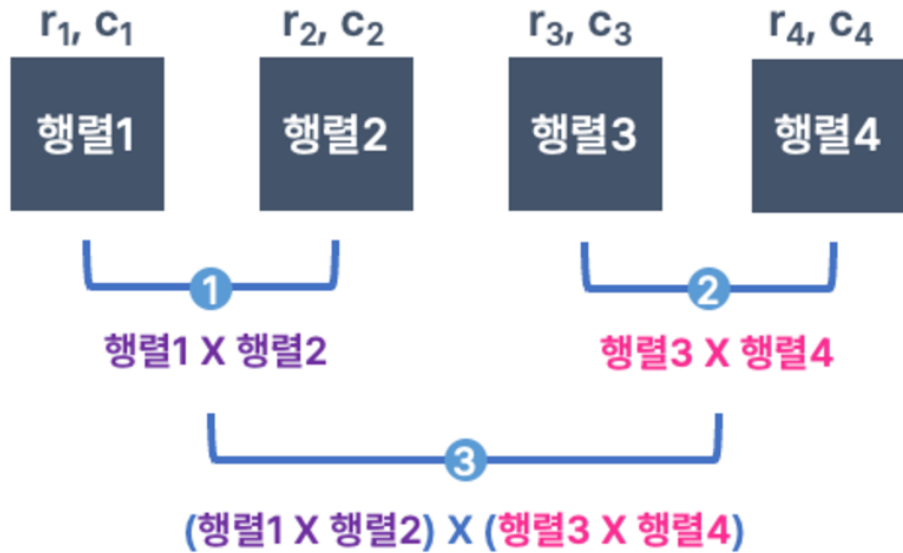 r₁, c₁ r₂, c₂ r₃, c₃ r₄, c₄
행렬1 행렬2 행렬3 행렬4
1 2
행렬1 X 행렬2 행렬3 X 행렬4
3
(행렬1 X 행렬2) X (행렬3 X 행렬4)